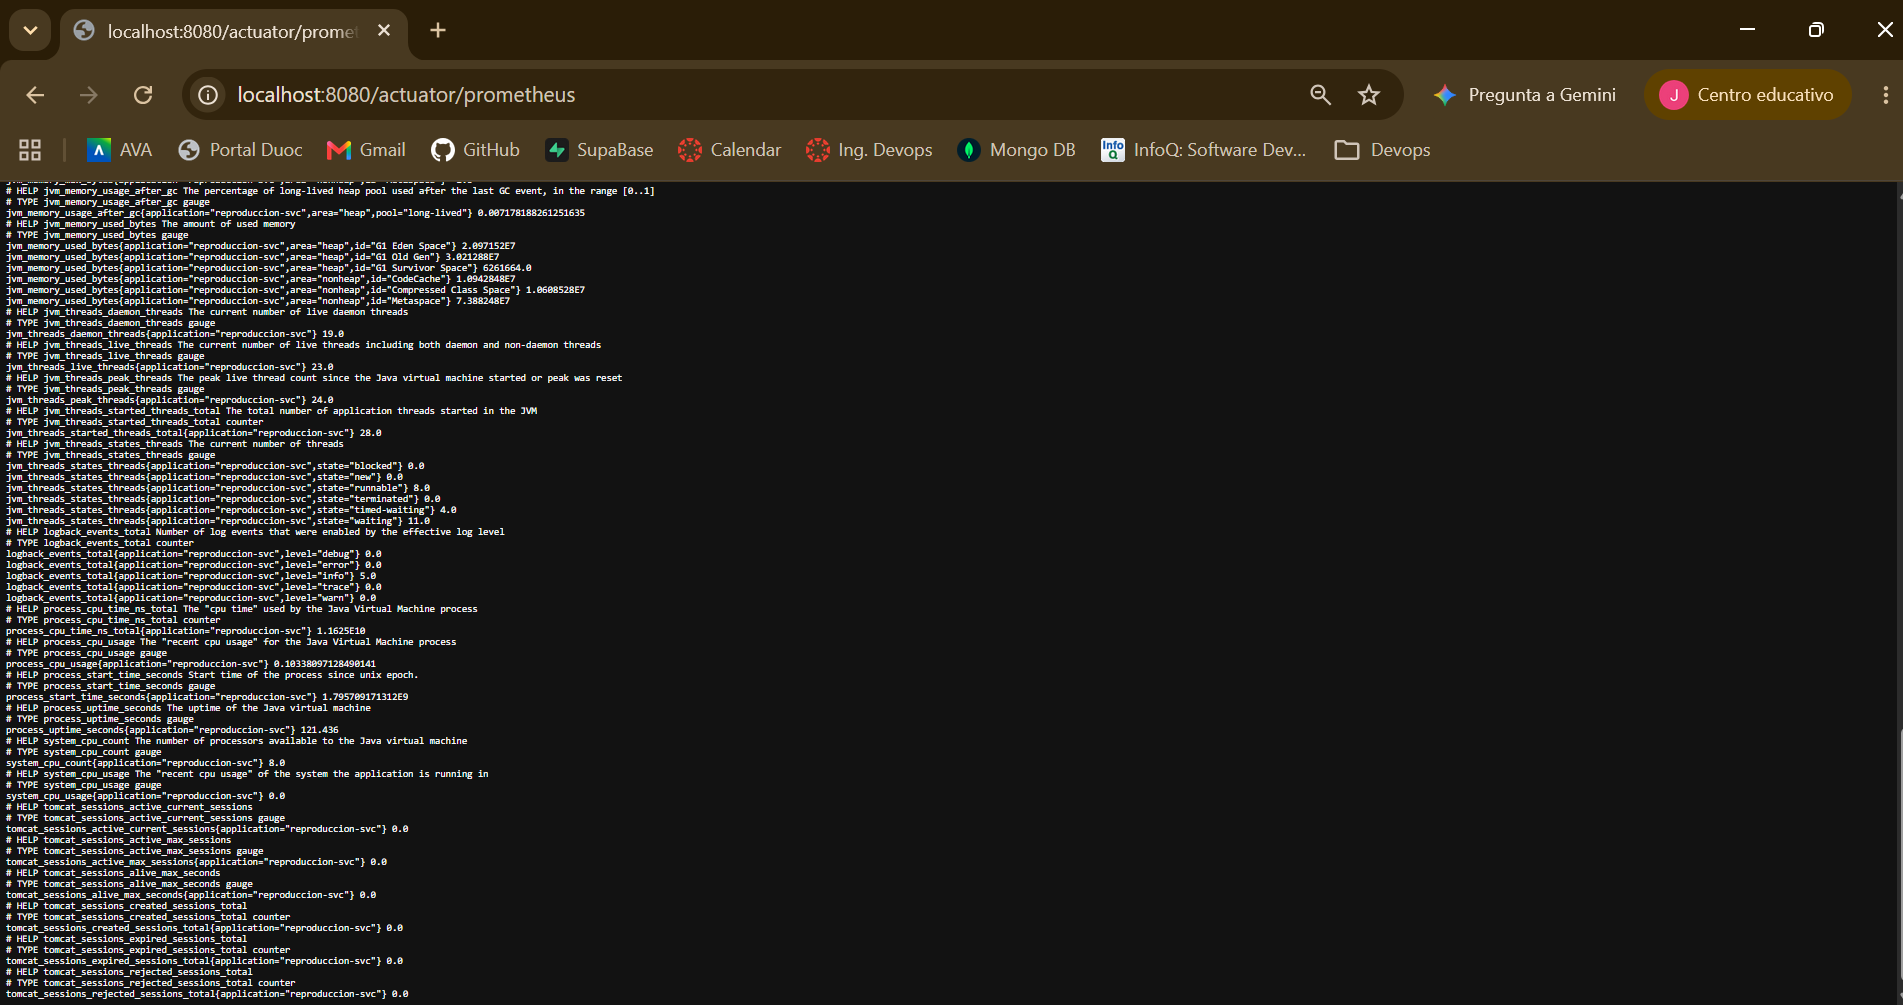 localhost:8080/actuator/prome
localhost:8080/actuator/prometheus
Pregunta a Gemini
J
Centro educativo
AVA
Portal Duoc
Gmail
GitHub
SupaBase
Calendar
Ing. Devops
Mongo DB
Info Q
InfoQ: Software Dev...
Devops
# HELP jvm_memory_usage_after_gc The percentage of long-lived heap pool used after the last GC event, in the range [0..1]
# TYPE jvm_memory_usage_after_gc gauge
jvm_memory_usage_after_gc{application="reproduccion-svc",area="heap",pool="long-lived"} 0.007178188261251635
# HELP jvm_memory_used_bytes The amount of used memory
# TYPE jvm_memory_used_bytes gauge
jvm_memory_used_bytes{application="reproduccion-svc",area="heap",id="G1 Eden Space"} 2.097152E7
jvm_memory_used_bytes{application="reproduccion-svc",area="heap",id="G1 Old Gen"} 3.021288E7
jvm_memory_used_bytes{application="reproduccion-svc",area="heap",id="G1 Survivor Space"} 6261664.0
jvm_memory_used_bytes{application="reproduccion-svc",area="nonheap",id="CodeCache"} 1.0942848E7
jvm_memory_used_bytes{application="reproduccion-svc",area="nonheap",id="Compressed Class Space"} 1.0608528E7
jvm_memory_used_bytes{application="reproduccion-svc",area="nonheap",id="Metaspace"} 7.388248E7
# HELP jvm_threads_daemon_threads The current number of live daemon threads
# TYPE jvm_threads_daemon_threads gauge
jvm_threads_daemon_threads{application="reproduccion-svc"} 19.0
# HELP jvm_threads_live_threads The current number of live threads including both daemon and non-daemon threads
# TYPE jvm_threads_live_threads gauge
jvm_threads_live_threads{application="reproduccion-svc"} 23.0
# HELP jvm_threads_peak_threads The peak live thread count since the Java virtual machine started or peak was reset
# TYPE jvm_threads_peak_threads gauge
jvm_threads_peak_threads{application="reproduccion-svc"} 24.0
# HELP jvm_threads_started_threads_total The total number of application threads started in the JVM
# TYPE jvm_threads_started_threads_total counter
jvm_threads_started_threads_total{application="reproduccion-svc"} 28.0
# HELP jvm_threads_states_threads The current number of threads
# TYPE jvm_threads_states_threads gauge
jvm_threads_states_threads{application="reproduccion-svc",state="blocked"} 0.0
jvm_threads_states_threads{application="reproduccion-svc",state="new"} 0.0
jvm_threads_states_threads{application="reproduccion-svc",state="runnable"} 8.0
jvm_threads_states_threads{application="reproduccion-svc",state="terminated"} 0.0
jvm_threads_states_threads{application="reproduccion-svc",state="timed-waiting"} 4.0
jvm_threads_states_threads{application="reproduccion-svc",state="waiting"} 11.0
# HELP logback_events_total Number of log events that were enabled by the effective log level
# TYPE logback_events_total counter
logback_events_total{application="reproduccion-svc",level="debug"} 0.0
logback_events_total{application="reproduccion-svc",level="error"} 0.0
logback_events_total{application="reproduccion-svc",level="info"} 5.0
logback_events_total{application="reproduccion-svc",level="trace"} 0.0
logback_events_total{application="reproduccion-svc",level="warn"} 0.0
# HELP process_cpu_time_ns_total The "cpu time" used by the Java Virtual Machine process
# TYPE process_cpu_time_ns_total counter
process_cpu_time_ns_total{application="reproduccion-svc"} 1.1625E10
# HELP process_cpu_usage The "recent cpu usage" for the Java Virtual Machine process
# TYPE process_cpu_usage gauge
process_cpu_usage{application="reproduccion-svc"} 0.10338097128490141
# HELP process_start_time_seconds Start time of the process since unix epoch.
# TYPE process_start_time_seconds gauge
process_start_time_seconds{application="reproduccion-svc"} 1.795709171312E9
# HELP process_uptime_seconds The uptime of the Java virtual machine
# TYPE process_uptime_seconds gauge
process_uptime_seconds{application="reproduccion-svc"} 121.436
# HELP system_cpu_count The number of processors available to the Java virtual machine
# TYPE system_cpu_count gauge
system_cpu_count{application="reproduccion-svc"} 8.0
# HELP system_cpu_usage The "recent cpu usage" of the system the application is running in
# TYPE system_cpu_usage gauge
system_cpu_usage{application="reproduccion-svc"} 0.0
# HELP tomcat_sessions_active_current_sessions
# TYPE tomcat_sessions_active_current_sessions gauge
tomcat_sessions_active_current_sessions{application="reproduccion-svc"} 0.0
# HELP tomcat_sessions_active_max_sessions
# TYPE tomcat_sessions_active_max_sessions gauge
tomcat_sessions_active_max_sessions{application="reproduccion-svc"} 0.0
# HELP tomcat_sessions_alive_max_seconds
# TYPE tomcat_sessions_alive_max_seconds gauge
tomcat_sessions_alive_max_seconds{application="reproduccion-svc"} 0.0
# HELP tomcat_sessions_created_sessions_total
# TYPE tomcat_sessions_created_sessions_total counter
tomcat_sessions_created_sessions_total{application="reproduccion-svc"} 0.0
# HELP tomcat_sessions_expired_sessions_total
# TYPE tomcat_sessions_expired_sessions_total counter
tomcat_sessions_expired_sessions_total{application="reproduccion-svc"} 0.0
# HELP tomcat_sessions_rejected_sessions_total
# TYPE tomcat_sessions_rejected_sessions_total counter
tomcat_sessions_rejected_sessions_total{application="reproduccion-svc"} 0.0